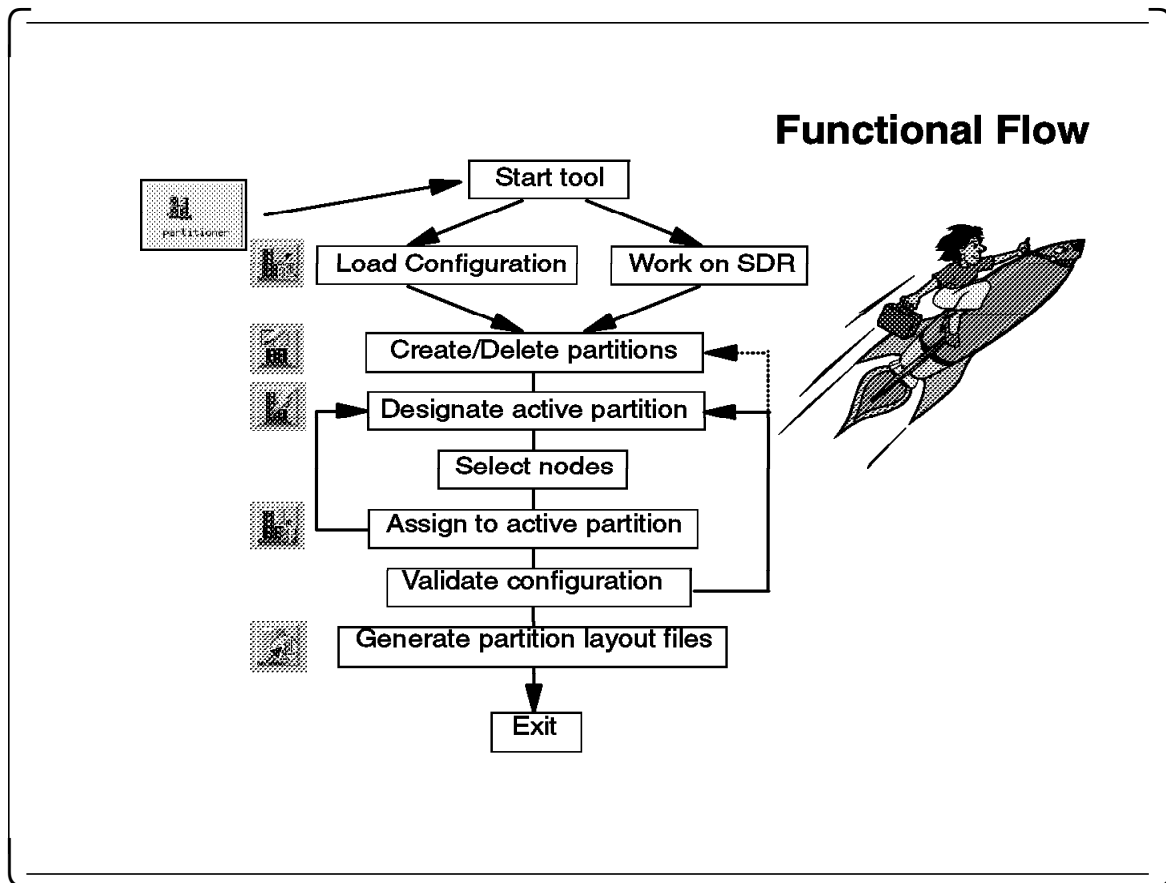 Functional Flow
Start tool
partitioner
Load Configuration
Work on SDR
Create/Delete partitions
Designate active partition
Select nodes
Assign to active partition
Validate configuration
Generate partition layout files
Exit